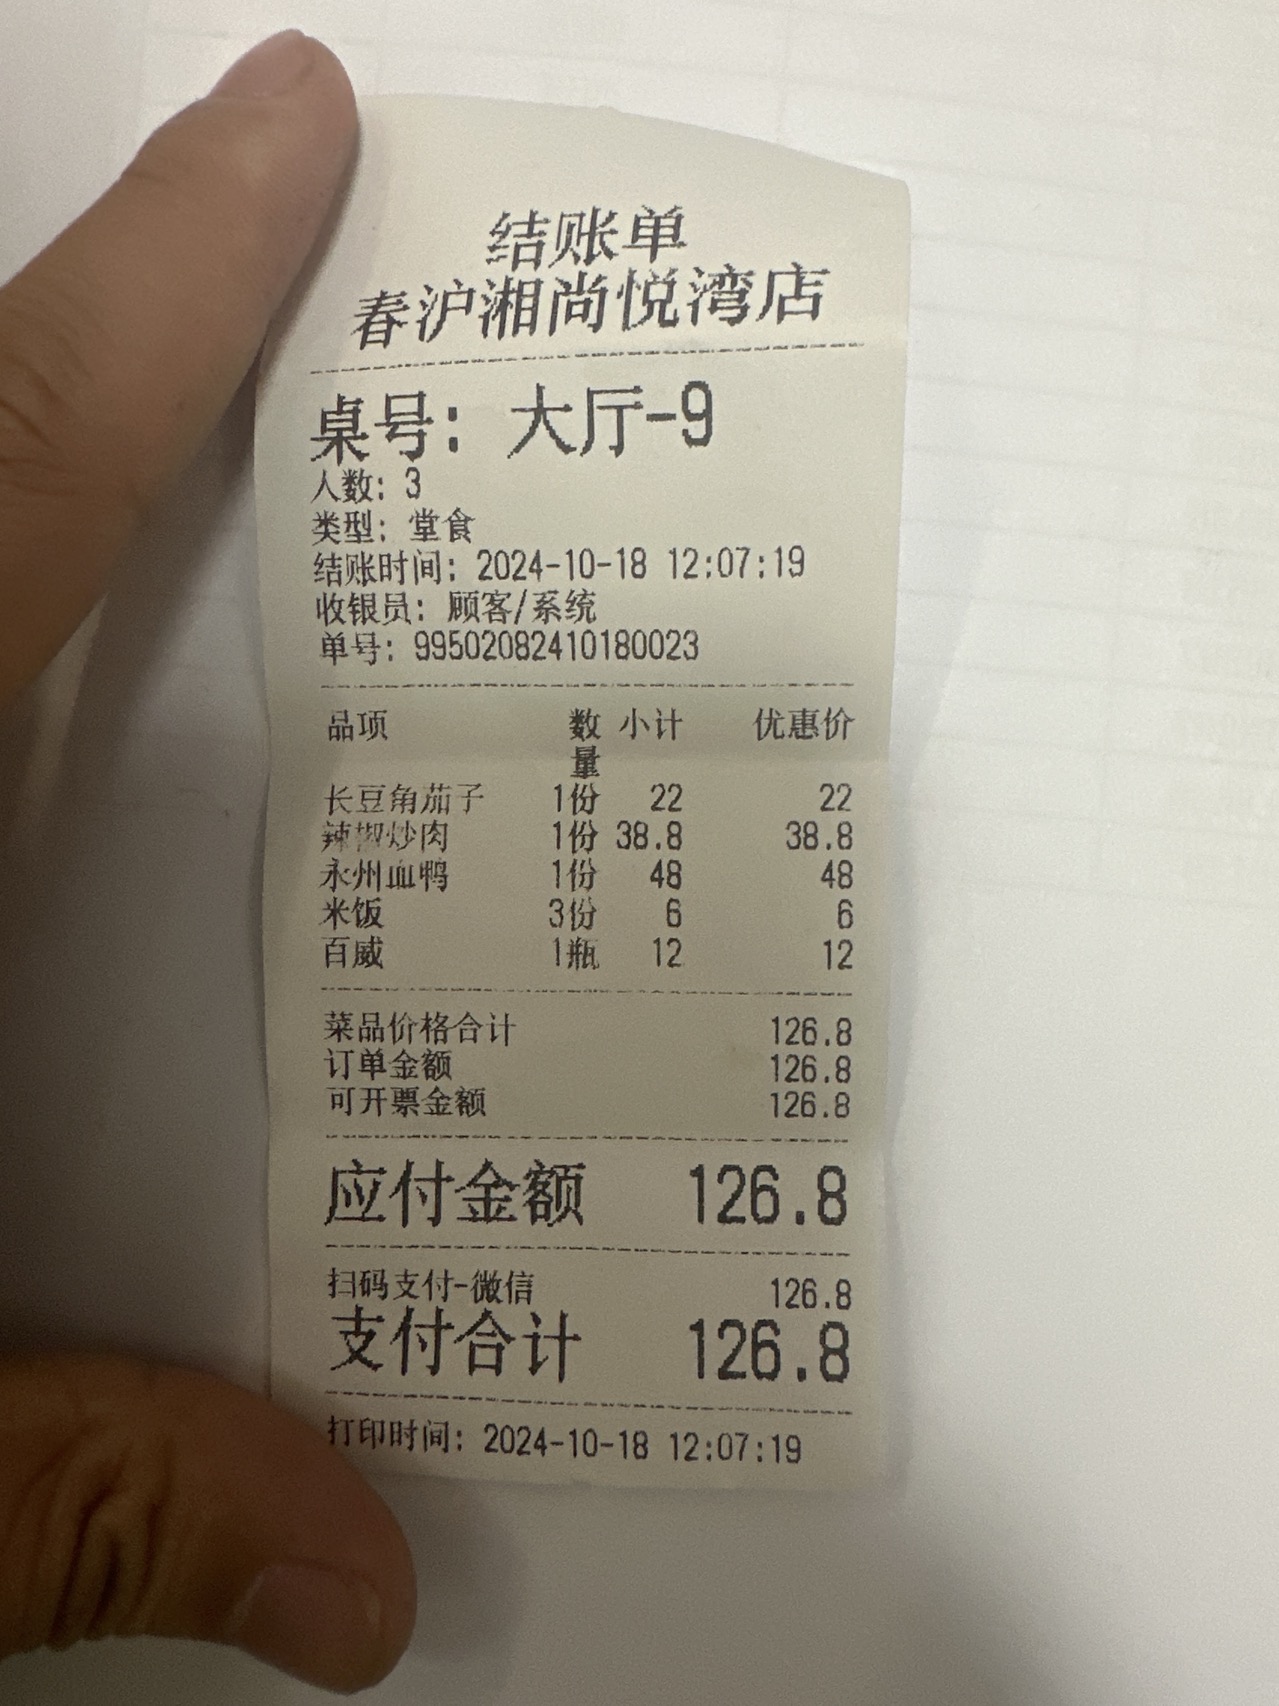 结账单
春沪湘尚悦湾店
桌号: 大厅-9
人数: 3
类型: 堂食
结账时间: 2024-10-18 12:07:19
收银员: 顾客/系统
单号: 99502082410180023
品项 数量 小计 优惠价
长豆角茄子 1份 22 22
辣椒炒肉 1份 38.8 38.8
永州血鸭 1份 48 48
米饭 3份 6 6
百威 1瓶 12 12
菜品价格合计 126.8
订单金额 126.8
可开票金额 126.8
应付金额 126.8
扫码支付-微信 126.8
支付合计 126.8
打印时间: 2024-10-18 12:07:19